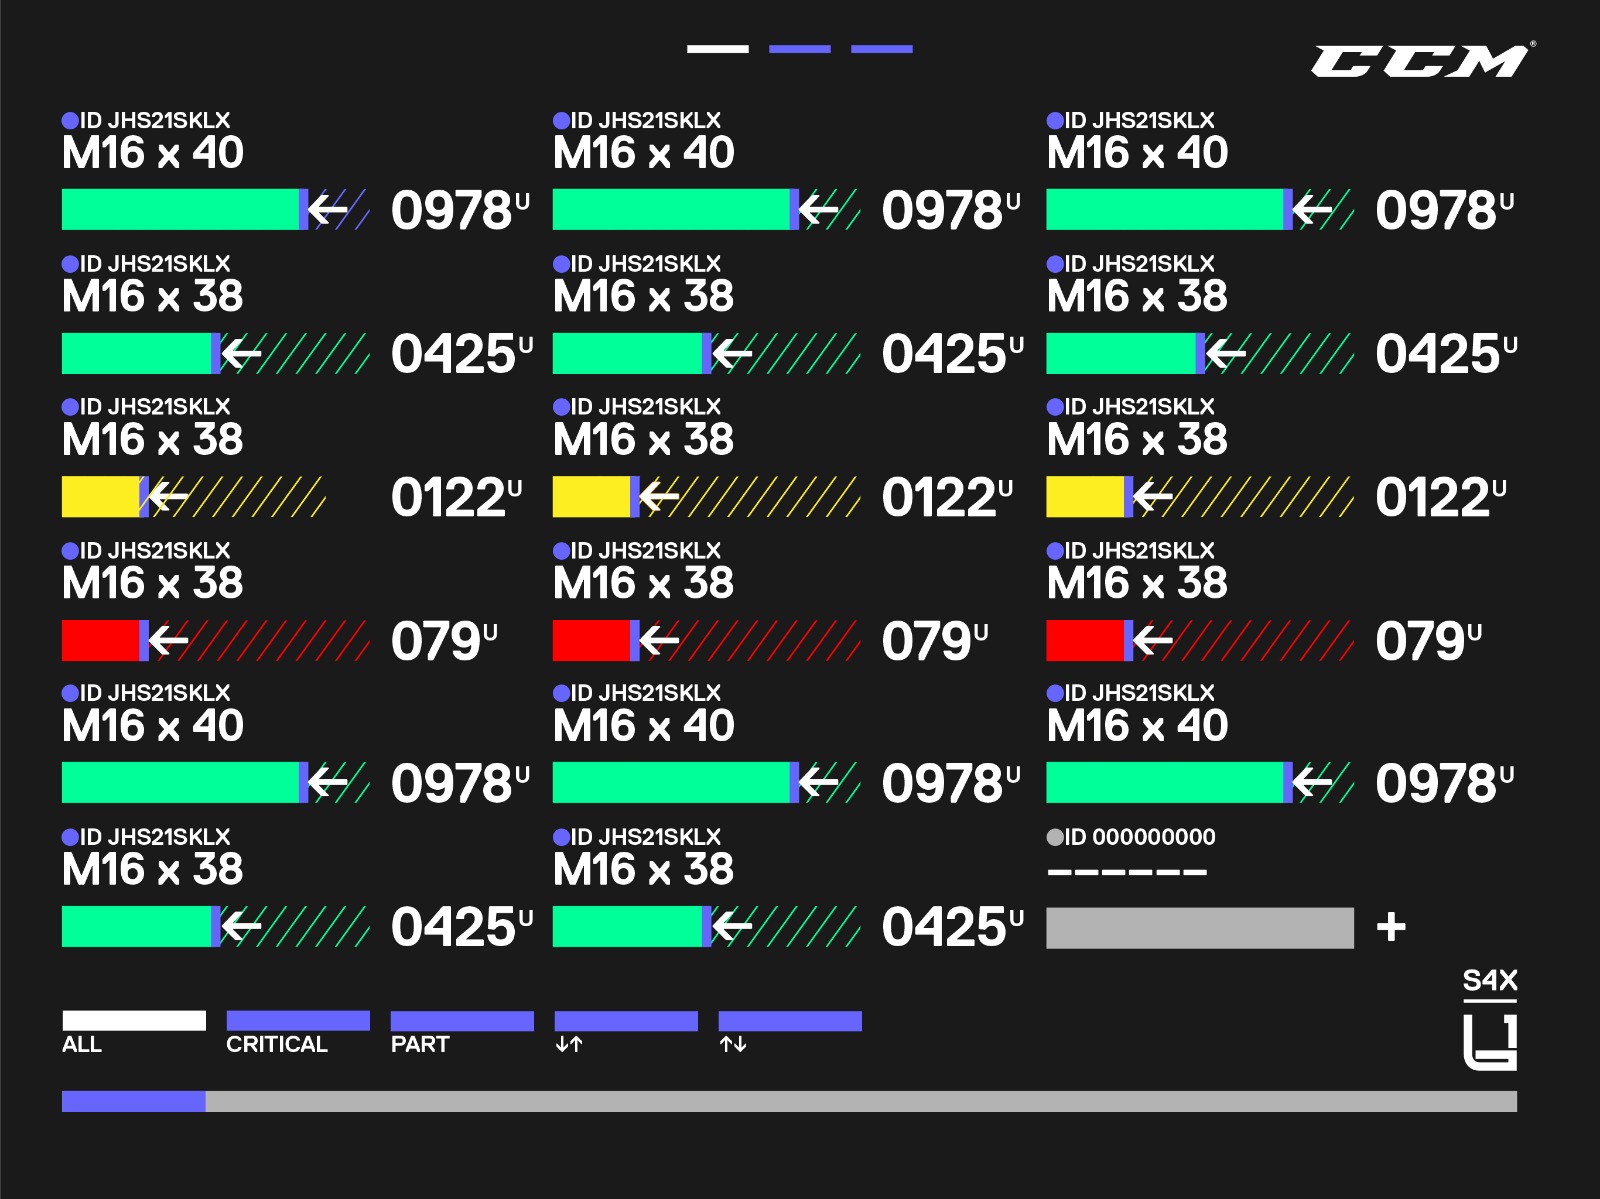 CCM®
ID JHS21SKLX
M16 x 40
0978U
ID JHS21SKLX
M16 x 40
0978U
ID JHS21SKLX
M16 x 40
0978U
ID JHS21SKLX
M16 x 38
0425U
ID JHS21SKLX
M16 x 38
0425U
ID JHS21SKLX
M16 x 38
0425U
ID JHS21SKLX
M16 x 38
0122U
ID JHS21SKLX
M16 x 38
0122U
ID JHS21SKLX
M16 x 38
0122U
ID JHS21SKLX
M16 x 38
079U
ID JHS21SKLX
M16 x 38
079U
ID JHS21SKLX
M16 x 38
079U
ID JHS21SKLX
M16 x 40
0978U
ID JHS21SKLX
M16 x 40
0978U
ID JHS21SKLX
M16 x 40
0978U
ID JHS21SKLX
M16 x 38
0425U
ID JHS21SKLX
M16 x 38
0425U
ID 000000000
––––––
+
S4X
ALL
CRITICAL
PART
↓↑
↑↓